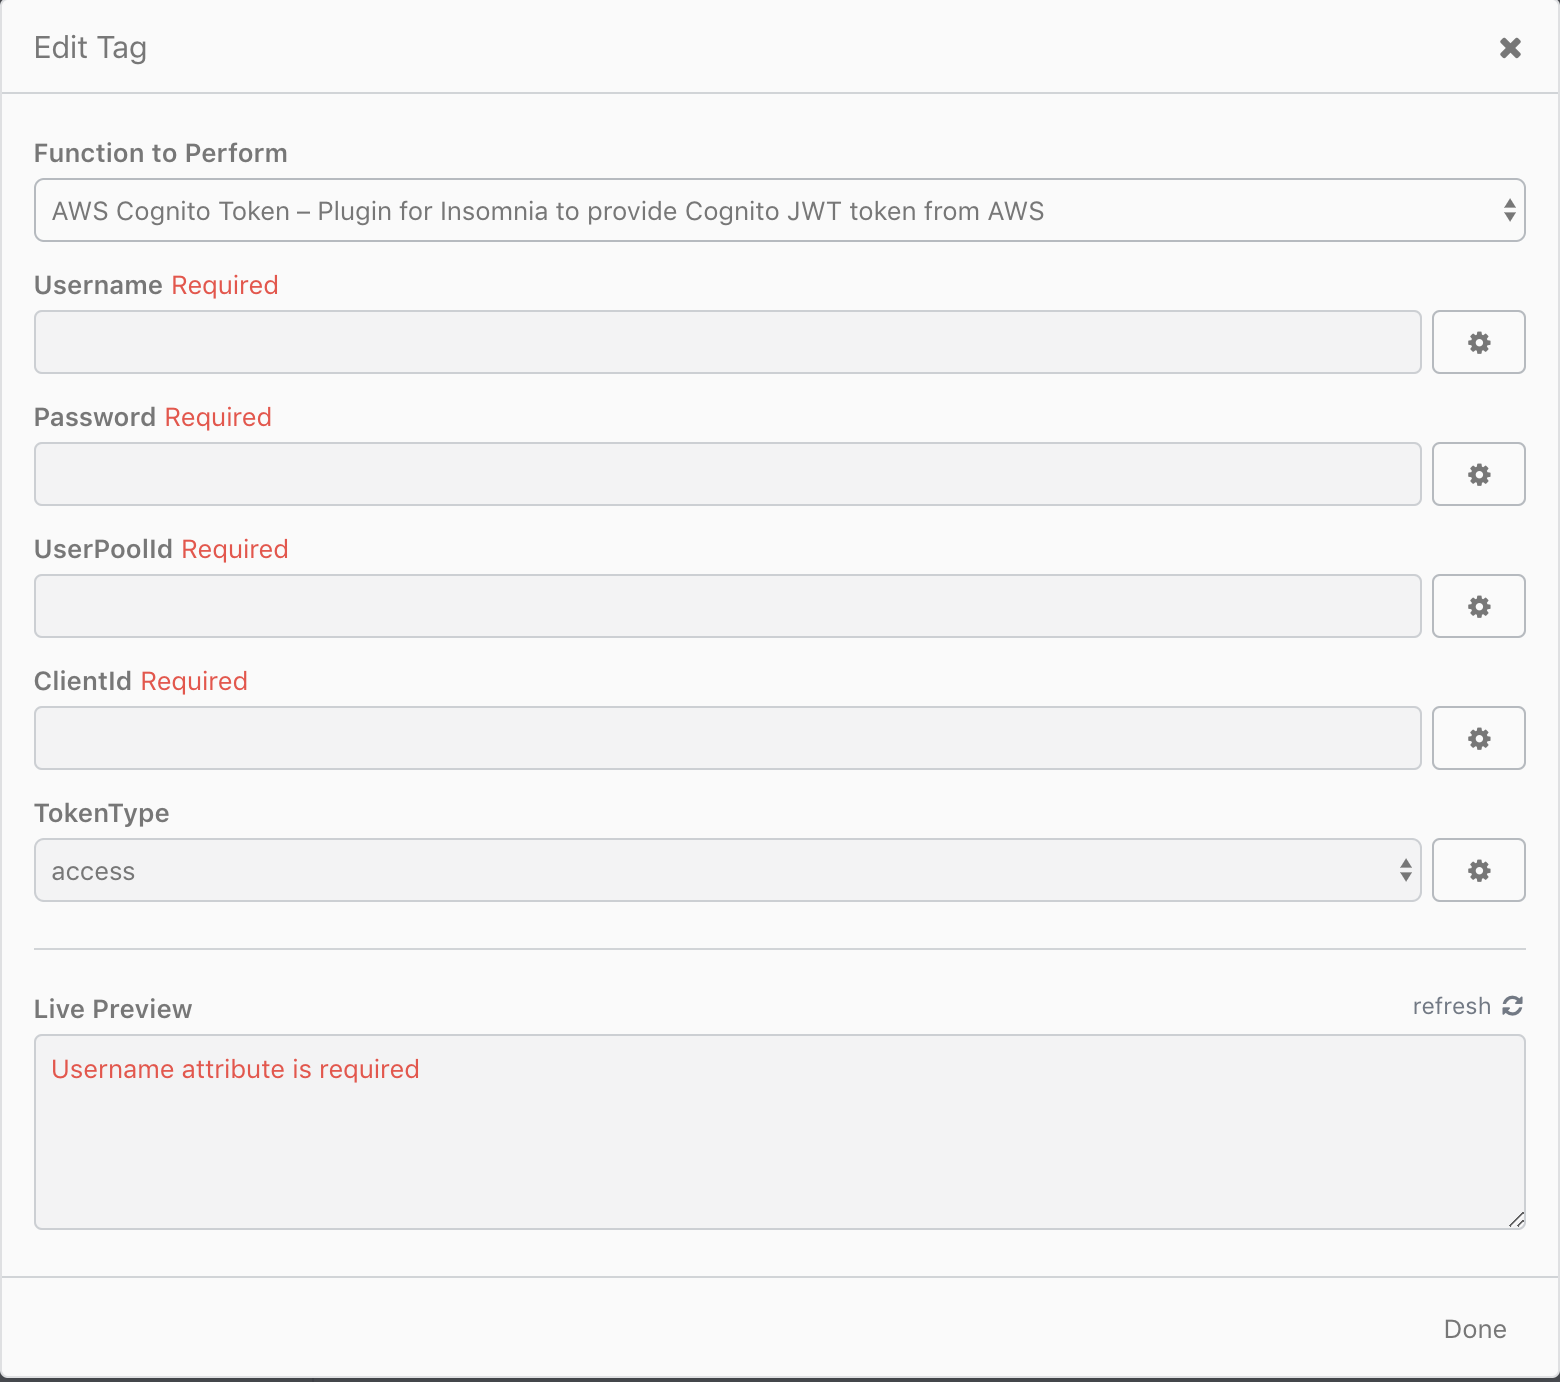 Edit Tag
Function to Perform
AWS Cognito Token – Plugin for Insomnia to provide Cognito JWT token from AWS
Username Required
Password Required
UserPoolId Required
ClientId Required
TokenType
access
Live Preview
refresh
Username attribute is required
Done